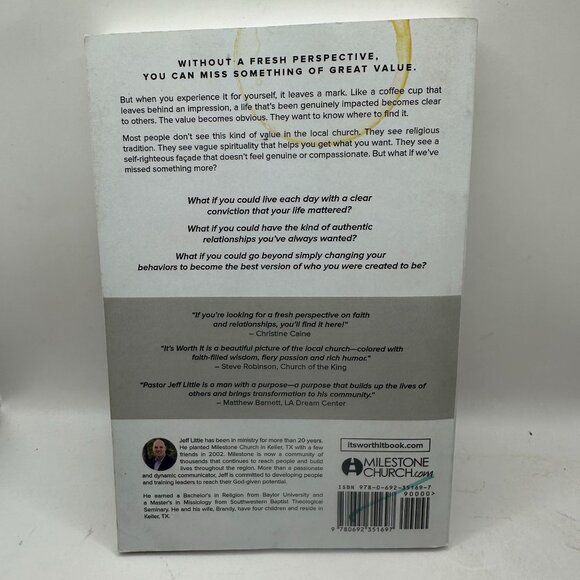 WITHOUT A FRESH PERSPECTIVE,
YOU CAN MISS SOMETHING OF GREAT VALUE.
But when you experience it for yourself, it leaves a mark. Like a coffee cup that
leaves behind an impression, a life that's been genuinely impacted becomes clear
to others. The value becomes obvious. They want to know where to find it.
Most people don't see this kind of value in the local church. They see religious
tradition. They see vague spirituality that helps you get what you want. They see a
self-righteous façade that doesn't feel genuine or compassionate. But what if we've
missed something more?
What if you could live each day with a clear
conviction that your life mattered?
What if you could have the kind of authentic
relationships you've always wanted?
What if you could go beyond simply changing your
behaviors to become the best version of who you were created to be?
"If you're looking for a fresh perspective on faith
and relationships, you'll find it here!"
– Christine Caine
"It's Worth It is a beautiful picture of the local church—colored with
faith-filled wisdom, fiery passion and rich humor."
– Steve Robinson, Church of the King
"Pastor Jeff Little is a man with a purpose—a purpose that builds up the lives of
others and brings transformation to his community."
– Matthew Barnett, LA Dream Center
Jeff Little has been in ministry for more than 20 years.
He planted Milestone Church in Keller, TX with a few
friends in 2002. Milestone is now a community of
thousands that continues to reach people and build
lives throughout the region. More than a passionate
and dynamic communicator, Jeff is committed to developing people
and training leaders to reach their God-given potential.
He earned a Bachelor's in Religion from Baylor University and
a Master's in Missiology from Southwestern Baptist Theological
Seminary. He and his wife, Brandy, have four children and reside in
Keller, TX.
itsworthitbook.com
MILESTONE
CHURCH.com
ISBN 978-0-692-35169-7
90000>
9 780692 351697